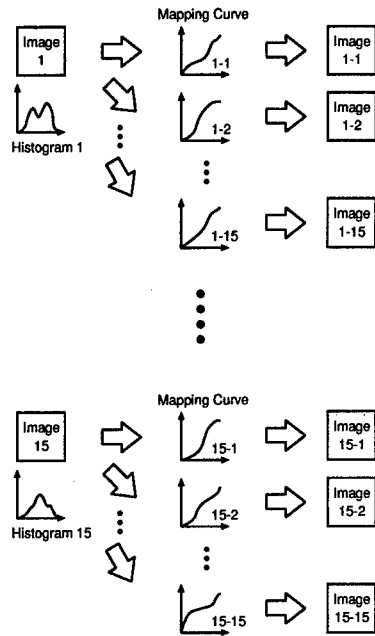 Mapping Curve
Image
1
1-1
Image
1-1
Histogram 1
1-2
Image
1-2
1-15
Image
1-15
Mapping Curve
Image
15
15-1
Image
15-1
Histogram 15
15-2
Image
15-2
15-15
Image
15-15